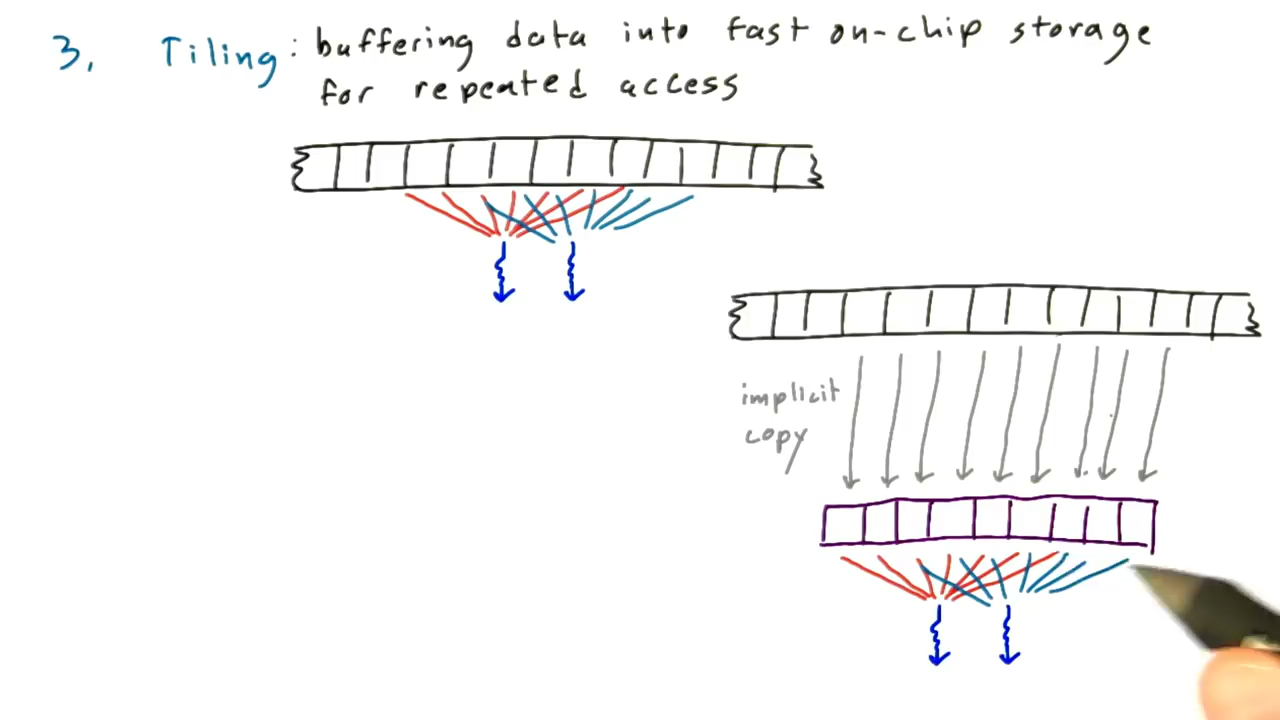 3. Tiling: buffering data into fast on-chip storage
for repeated access
implicit
copy